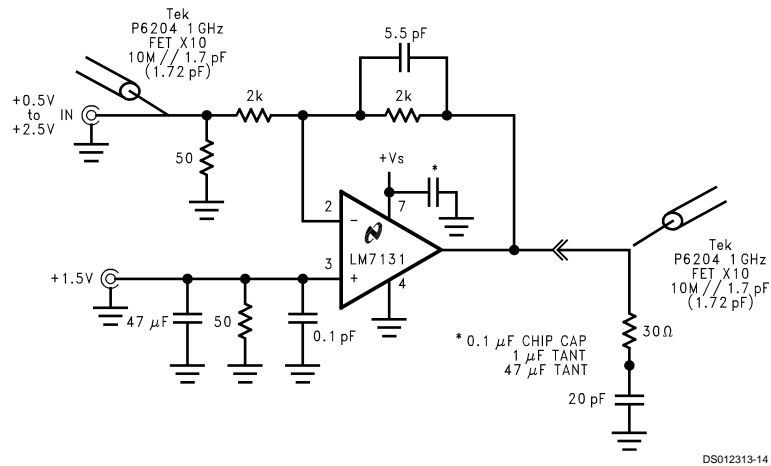 Tek
P6204 1 GHz
FET X10
10M // 1.7 pF
(1.72 pF)
5.5 pF
+0.5V
to IN
+2.5V
2k
2k
50
+Vs
*
2
-
7
LM7131
3
+
4
+1.5V
47 μF
50
0.1 pF
Tek
P6204 1 GHz
FET X10
10M // 1.7 pF
(1.72 pF)
* 0.1 μF CHIP CAP
1 μF TANT
47 μF TANT
30Ω
20 pF
DS012313-14